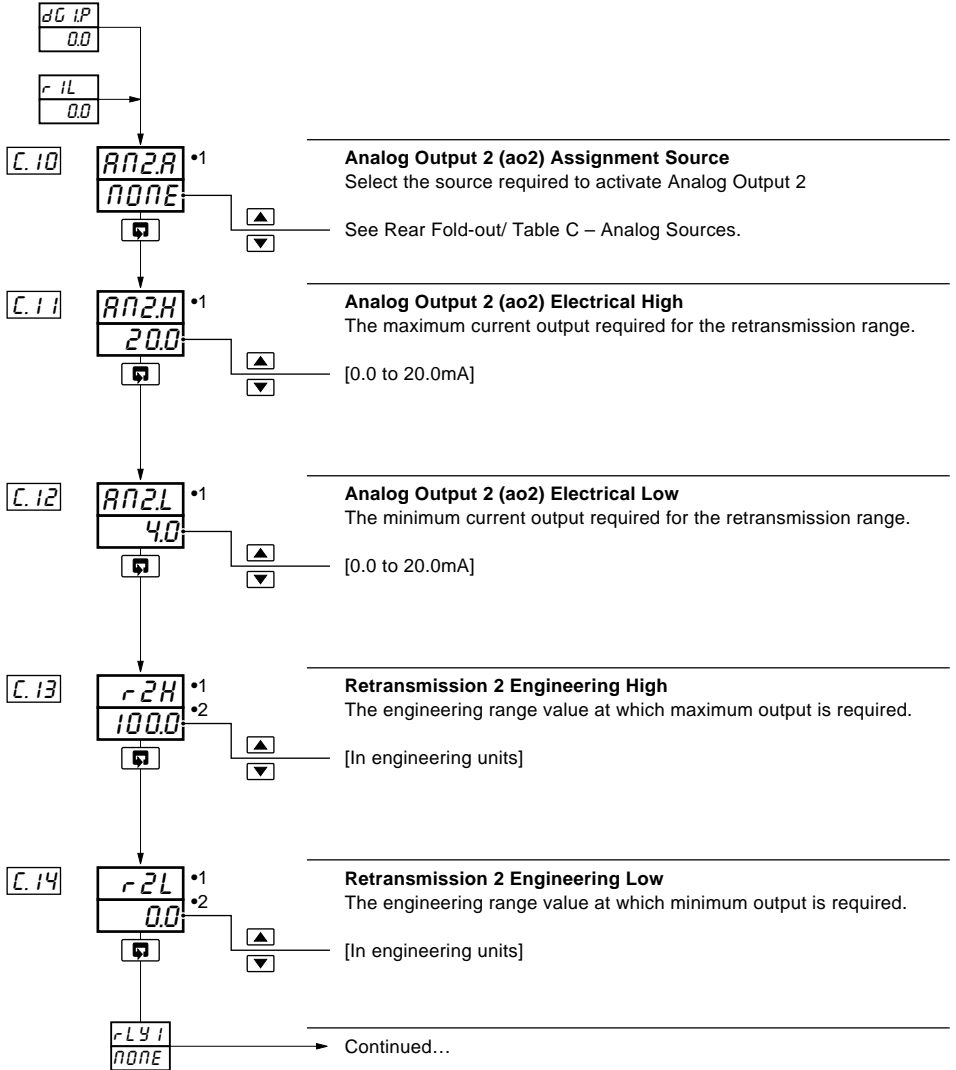 dG 1.P
0.0
r 1L
0.0
C.10
AN2.A •1
NONE
Analog Output 2 (ao2) Assignment Source
Select the source required to activate Analog Output 2
See Rear Fold-out/ Table C – Analog Sources.
C.11
AN2.H •1
20.0
Analog Output 2 (ao2) Electrical High
The maximum current output required for the retransmission range.
[0.0 to 20.0mA]
C.12
AN2.L •1
4.0
Analog Output 2 (ao2) Electrical Low
The minimum current output required for the retransmission range.
[0.0 to 20.0mA]
C.13
r2H •1
100.0 •2
Retransmission 2 Engineering High
The engineering range value at which maximum output is required.
[In engineering units]
C.14
r2L •1
0.0 •2
Retransmission 2 Engineering Low
The engineering range value at which minimum output is required.
[In engineering units]
rLY1
NONE
Continued…